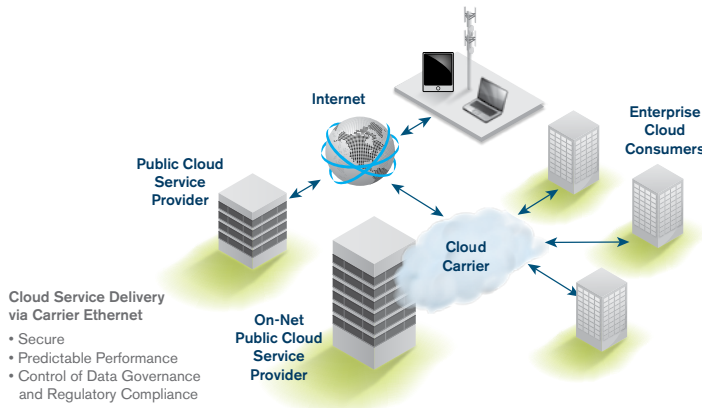 Internet
Enterprise
Cloud
Consumers
Public Cloud
Service
Provider
Cloud
Carrier
Cloud Service Delivery
via Carrier Ethernet
• Secure
• Predictable Performance
• Control of Data Governance
and Regulatory Compliance
On-Net
Public Cloud
Service
Provider